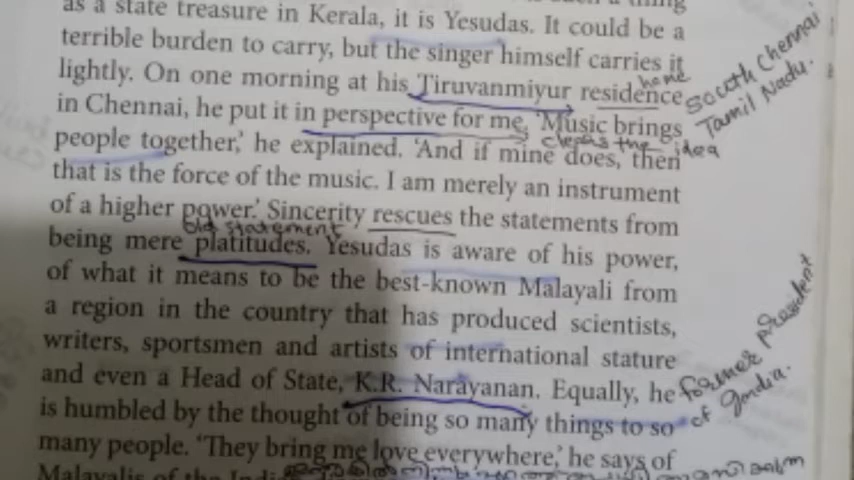 as a state treasure in Kerala, it is Yesudas. It could be a
terrible burden to carry, but the singer himself carries it
home
lightly. On one morning at his Tiruvanmiyur residence
South Chennai
Tamil Nadu.
in Chennai, he put it in perspective for me, 'Music brings
clears the idea
people together,' he explained. 'And if mine does, then
that is the force of the music. I am merely an instrument
of a higher power.' Sincerity rescues the statements from
old statement
being mere platitudes. Yesudas is aware of his power,
of what it means to be the best-known Malayali from
a region in the country that has produced scientists,
writers, sportsmen and artists of international stature
and even a Head of State, K.R. Narayanan. Equally, he
former president
of India.
is humbled by the thought of being so many things to so
many people. 'They bring me love everywhere,' he says of
Malayalis of the